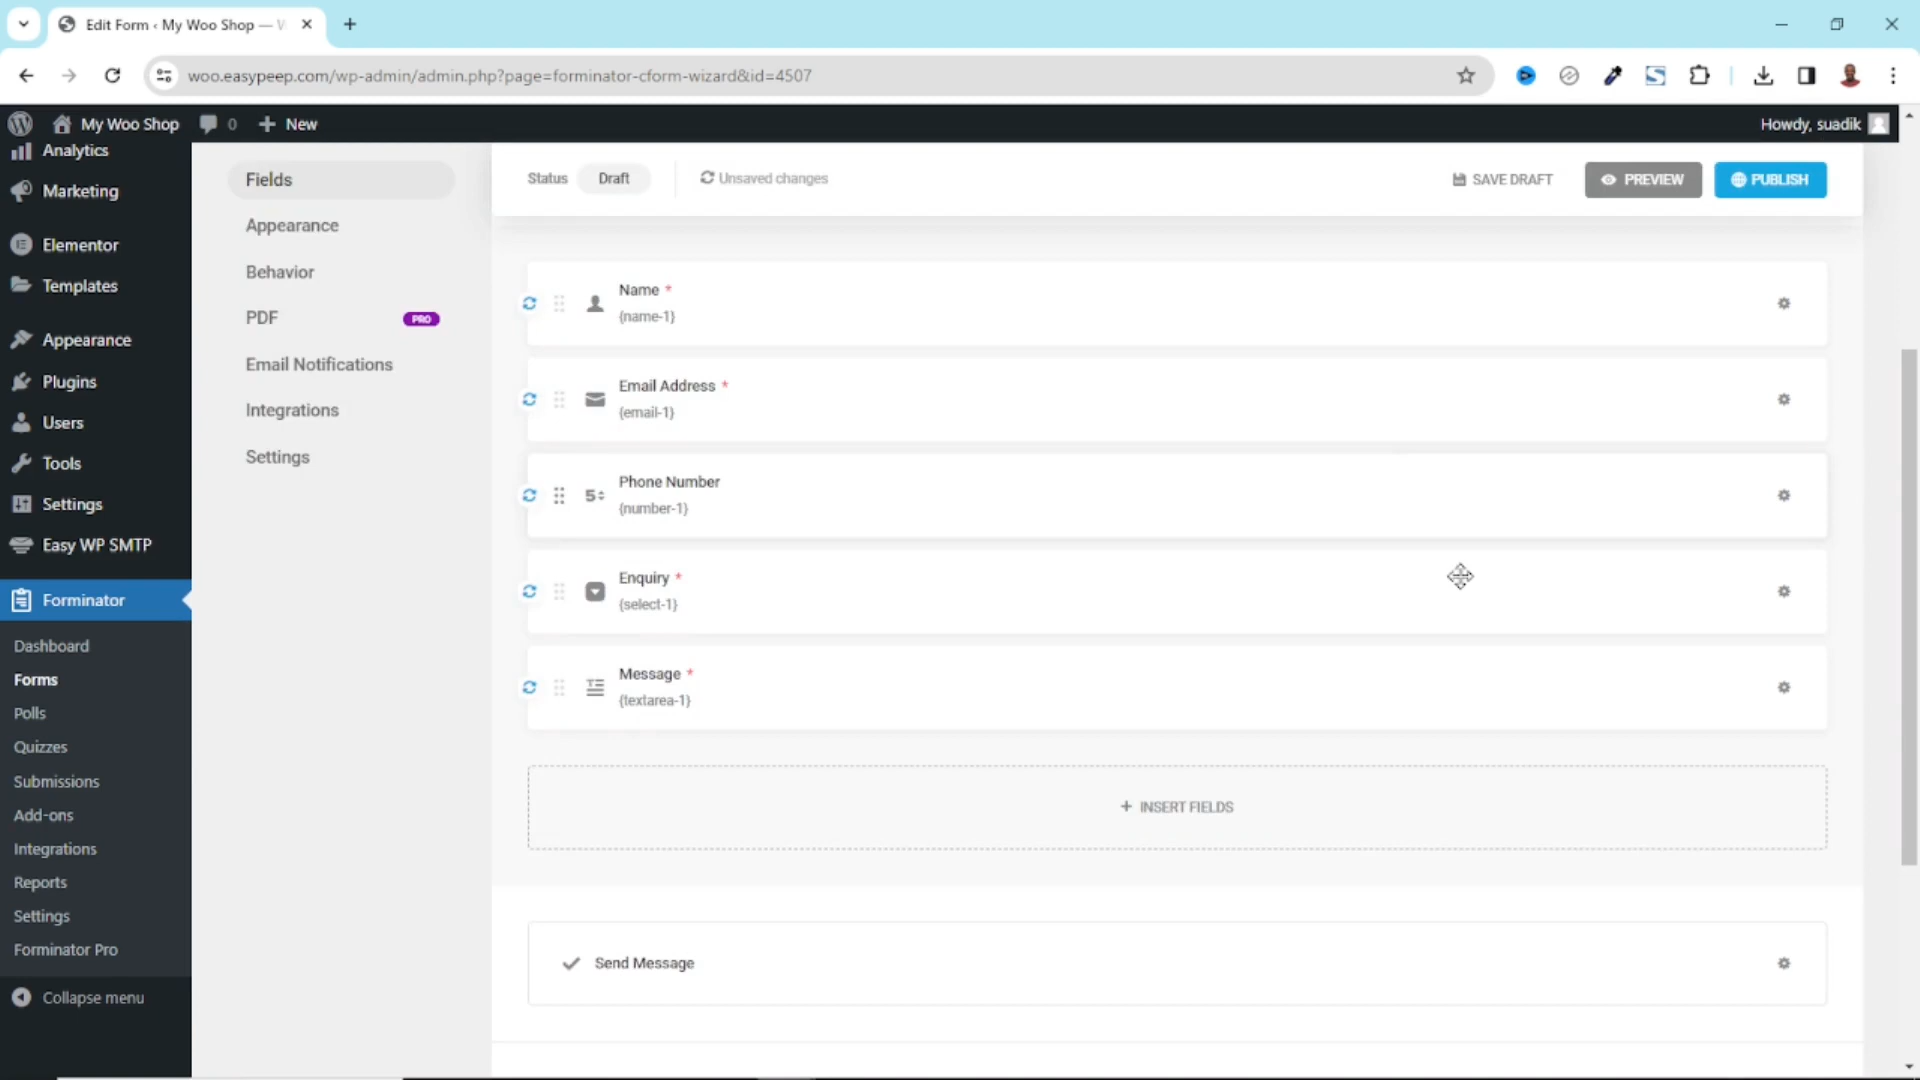 Edit Form ‹ My Woo Shop —
woo.easypeep.com/wp-admin/admin.php?page=forminator-cform-wizard&id=4507
My Woo Shop
0
New
Howdy, suadik
Analytics
Marketing
Elementor
Templates
Appearance
Plugins
Users
Tools
Settings
Easy WP SMTP
Forminator
Dashboard
Forms
Polls
Quizzes
Submissions
Add-ons
Integrations
Reports
Settings
Forminator Pro
Collapse menu
Fields
Appearance
Behavior
PDF PRO
Email Notifications
Integrations
Settings
Status Draft Unsaved changes SAVE DRAFT PREVIEW PUBLISH
Name *
{name-1}
Email Address *
{email-1}
Phone Number
{number-1}
Enquiry *
{select-1}
Message *
{textarea-1}
+ INSERT FIELDS
Send Message